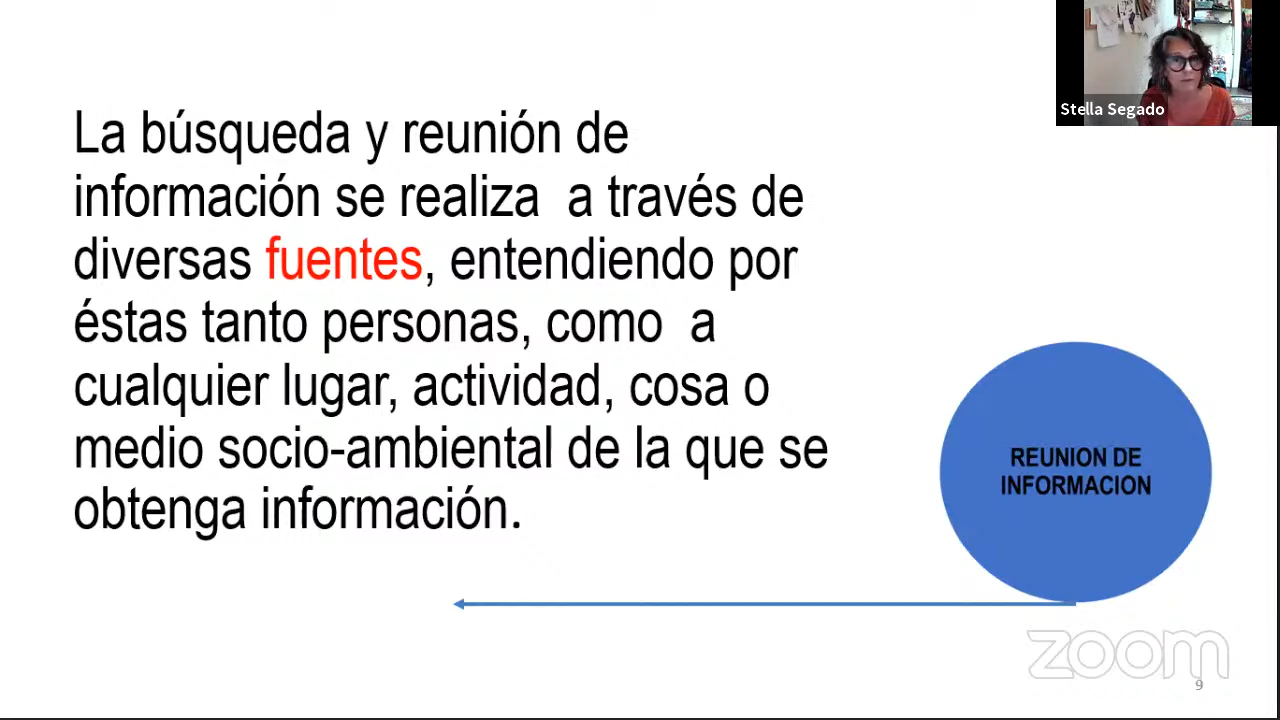 Stella Segado
La búsqueda y reunión de
información se realiza  a través de
diversas fuentes, entendiendo por
éstas tanto personas, como  a
cualquier lugar, actividad, cosa o
medio socio-ambiental de la que se
obtenga información.
REUNION DE
INFORMACION
zoom
9